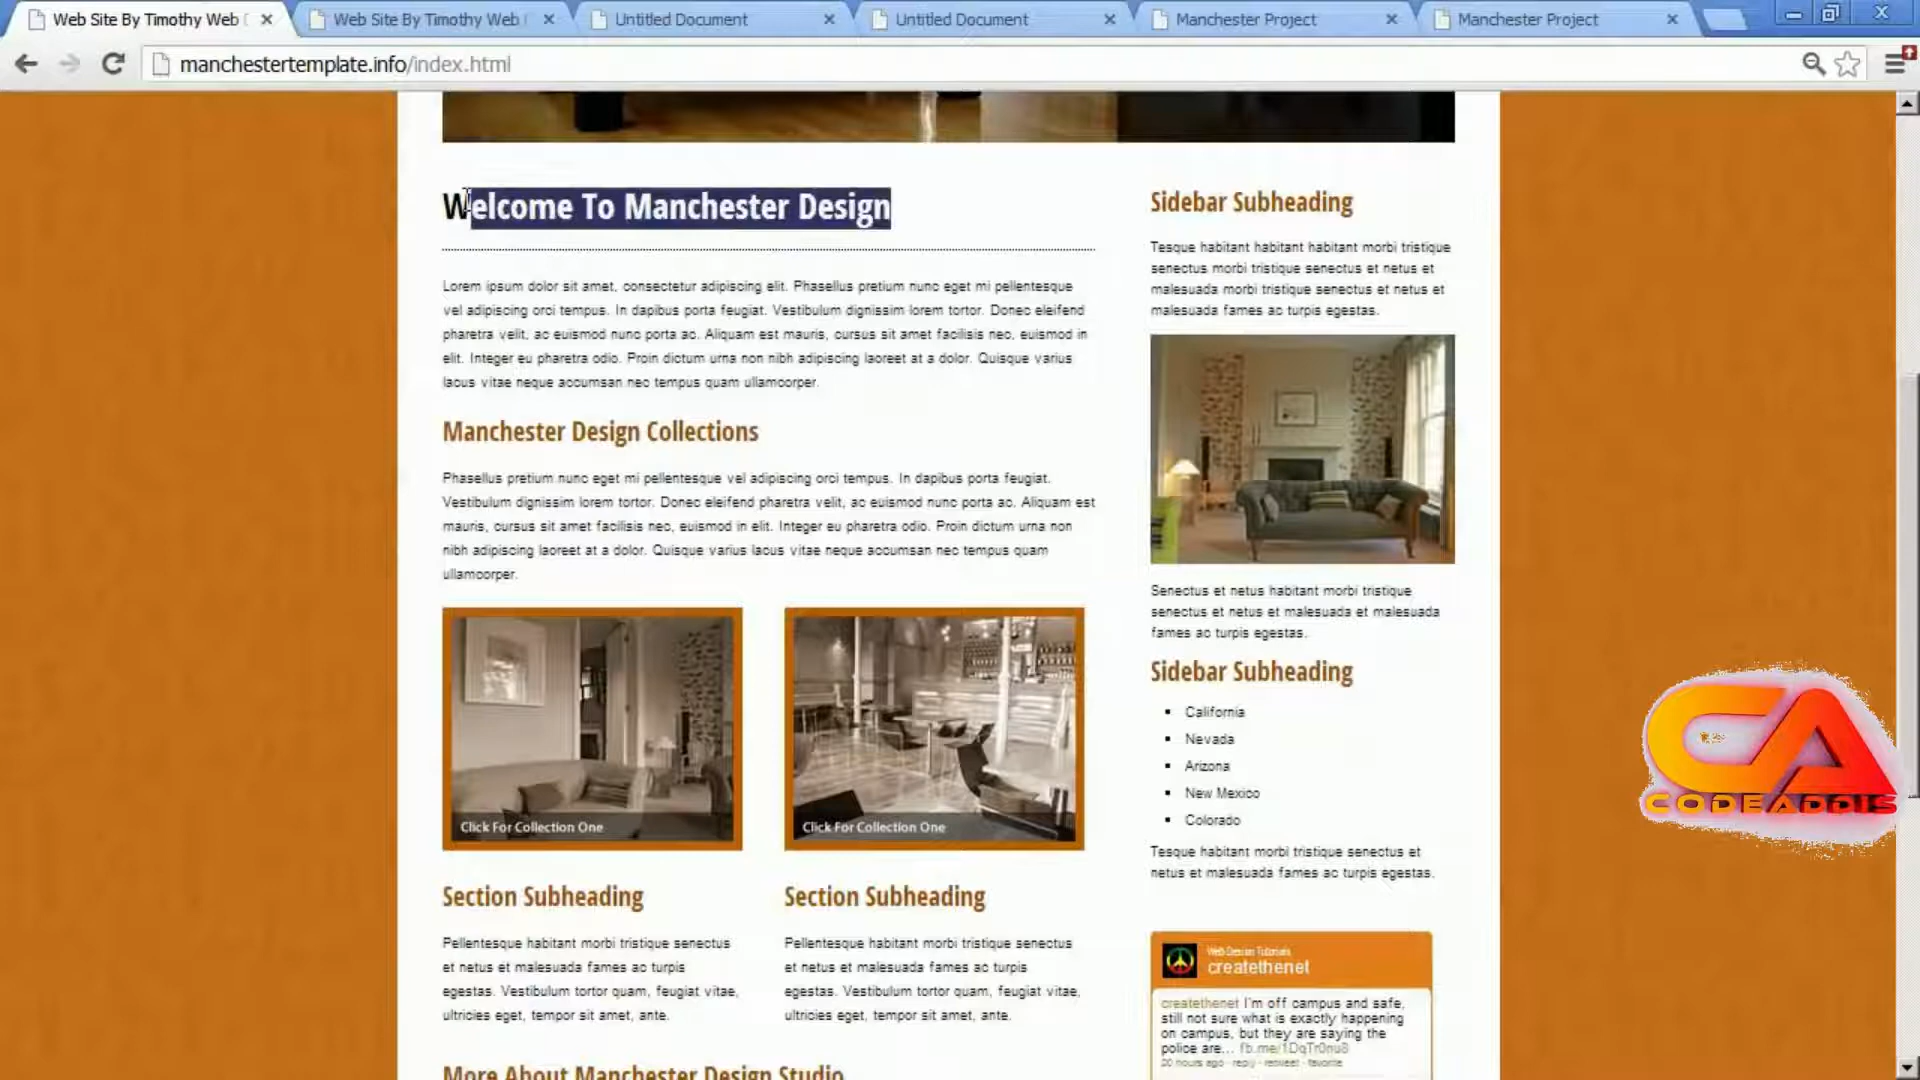 Web Site By Timothy Web
Web Site By Timothy Web
Untitled Document
Untitled Document
Manchester Project
Manchester Project
manchestertemplate.info/index.html
Welcome To Manchester Design
Lorem ipsum dolor sit amet, consectetur adipiscing elit. Phasellus pretium nunc eget mi pellentesque
vel adipiscing orci tempus. In dapibus porta feugiat. Vestibulum dignissim lorem tortor. Donec eleifend
pharetra velit, ac euismod nunc porta ac. Aliquam est mauris, cursus sit amet facilisis nec, euismod in
elit. Integer eu pharetra odio. Proin dictum urna non nibh adipiscing laoreet at a dolor. Quisque varius
lacus vitae neque accumsan nec tempus quam ullamcorper.
Manchester Design Collections
Phasellus pretium nunc eget mi pellentesque vel adipiscing orci tempus. In dapibus porta feugiat.
Vestibulum dignissim lorem tortor. Donec eleifend pharetra velit, ac euismod nunc porta ac. Aliquam est
mauris, cursus sit amet facilisis nec, euismod in elit. Integer eu pharetra odio. Proin dictum urna non
nibh adipiscing laoreet at a dolor. Quisque varius lacus vitae neque accumsan nec tempus quam
ullamcorper.
Click For Collection One
Click For Collection One
Section Subheading
Pellentesque habitant morbi tristique senectus
et netus et malesuada fames ac turpis
egestas. Vestibulum tortor quam, feugiat vitae,
ultricies eget, tempor sit amet, ante.
Section Subheading
Pellentesque habitant morbi tristique senectus
et netus et malesuada fames ac turpis
egestas. Vestibulum tortor quam, feugiat vitae,
ultricies eget, tempor sit amet, ante.
More About Manchester Design Studio
Sidebar Subheading
Tesque habitant habitant habitant morbi tristique
senectus morbi tristique senectus et netus et
malesuada morbi tristique senectus et netus et
malesuada fames ac turpis egestas.
Senectus et netus habitant morbi tristique
senectus et netus et malesuada et malesuada
fames ac turpis egestas.
Sidebar Subheading
California
Nevada
Arizona
New Mexico
Colorado
Tesque habitant morbi tristique senectus et
netus et malesuada fames ac turpis egestas.
Web Design Tutorials
createthenet
createthenet I'm off campus and safe,
still not sure what is exactly happening
on campus, but they are saying the
police are... fb.me/1DqTr0nu8
20 hours ago · reply · retweet · favorite
CA
CODEADDIS